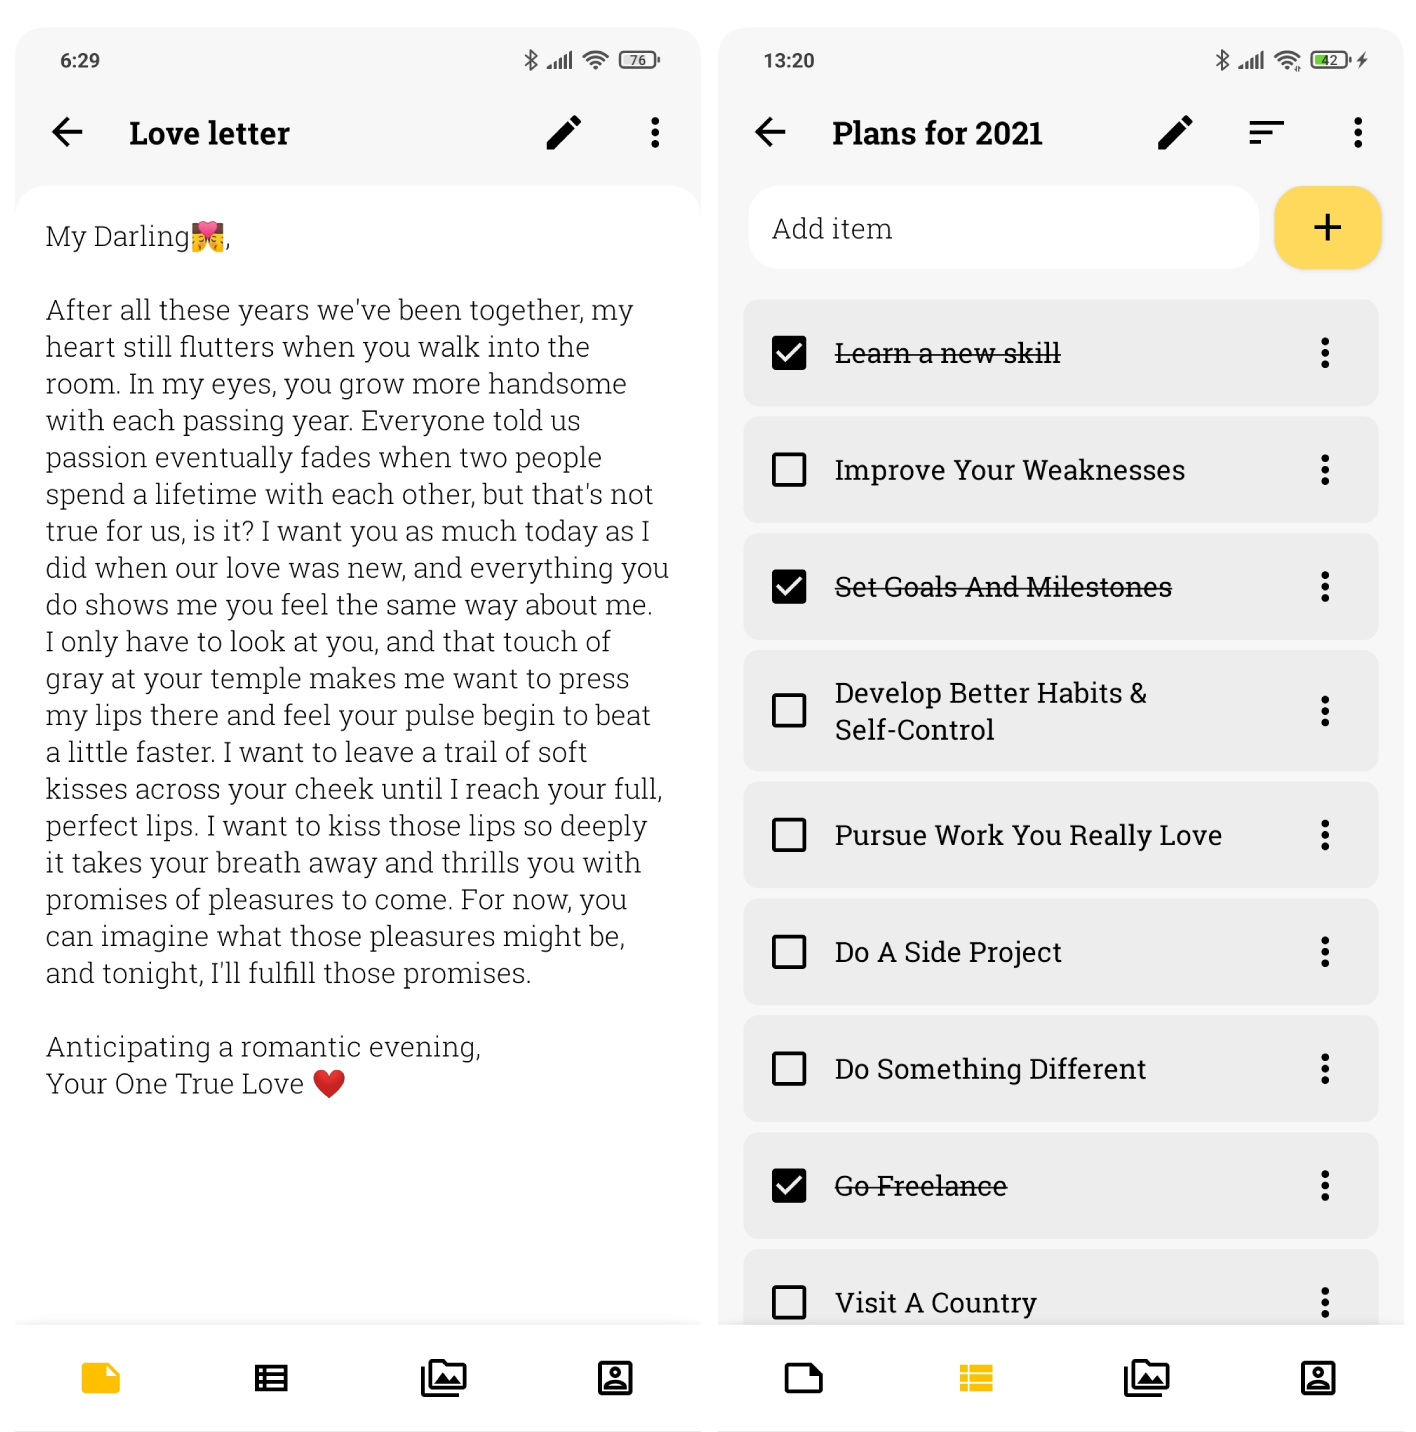 6:29
76
Love letter
My Darling💏,
After all these years we've been together, my
heart still flutters when you walk into the
room. In my eyes, you grow more handsome
with each passing year. Everyone told us
passion eventually fades when two people
spend a lifetime with each other, but that's not
true for us, is it? I want you as much today as I
did when our love was new, and everything you
do shows me you feel the same way about me.
I only have to look at you, and that touch of
gray at your temple makes me want to press
my lips there and feel your pulse begin to beat
a little faster. I want to leave a trail of soft
kisses across your cheek until I reach your full,
perfect lips. I want to kiss those lips so deeply
it takes your breath away and thrills you with
promises of pleasures to come. For now, you
can imagine what those pleasures might be,
and tonight, I'll fulfill those promises.
Anticipating a romantic evening,
Your One True Love ❤️
13:20
42
Plans for 2021
Add item
+
Learn a new skill
Improve Your Weaknesses
Set Goals And Milestones
Develop Better Habits &
Self-Control
Pursue Work You Really Love
Do A Side Project
Do Something Different
Go Freelance
Visit A Country